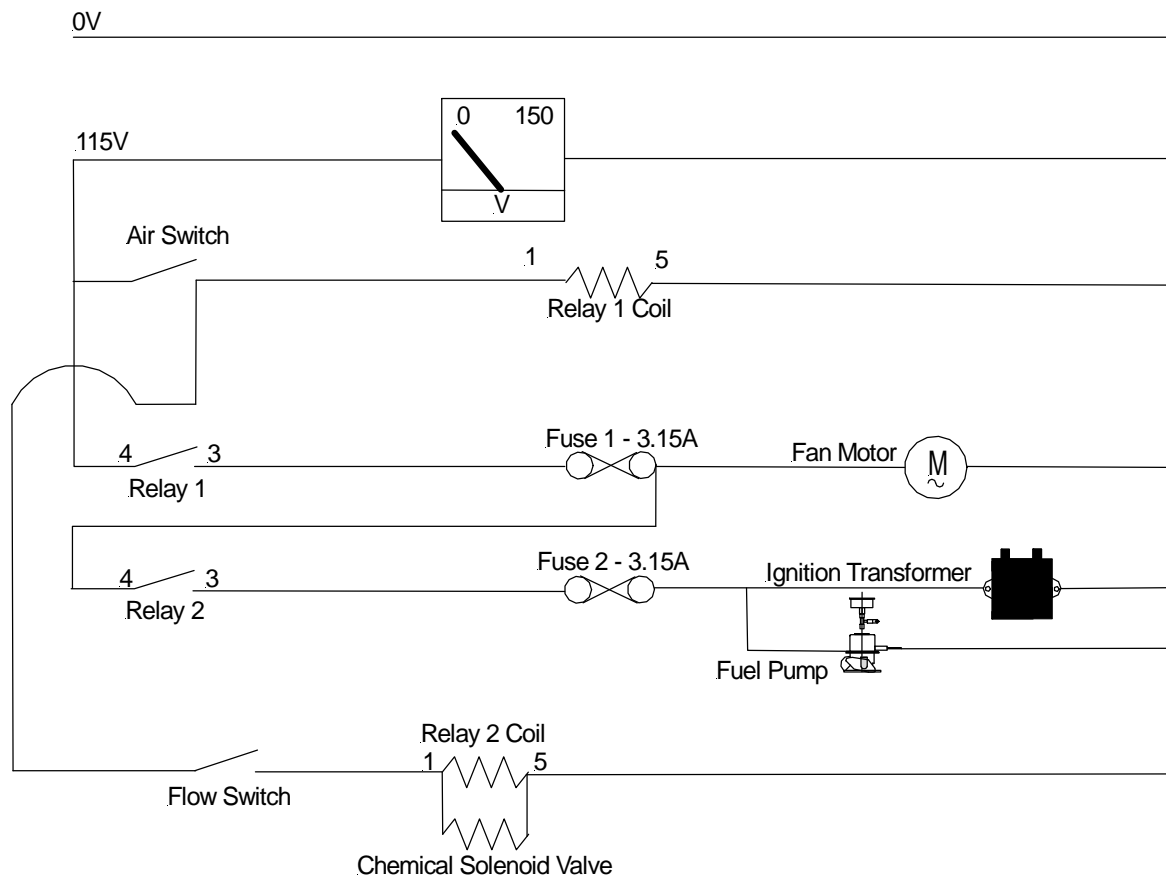 0V
115V
0 150
V
Air Switch
1 5
Relay 1 Coil
4 3
Relay 1
Fuse 1 - 3.15A
Fan Motor
M
~
4 3
Relay 2
Fuse 2 - 3.15A
Ignition Transformer
Fuel Pump
Relay 2 Coil
1 5
Flow Switch
Chemical Solenoid Valve